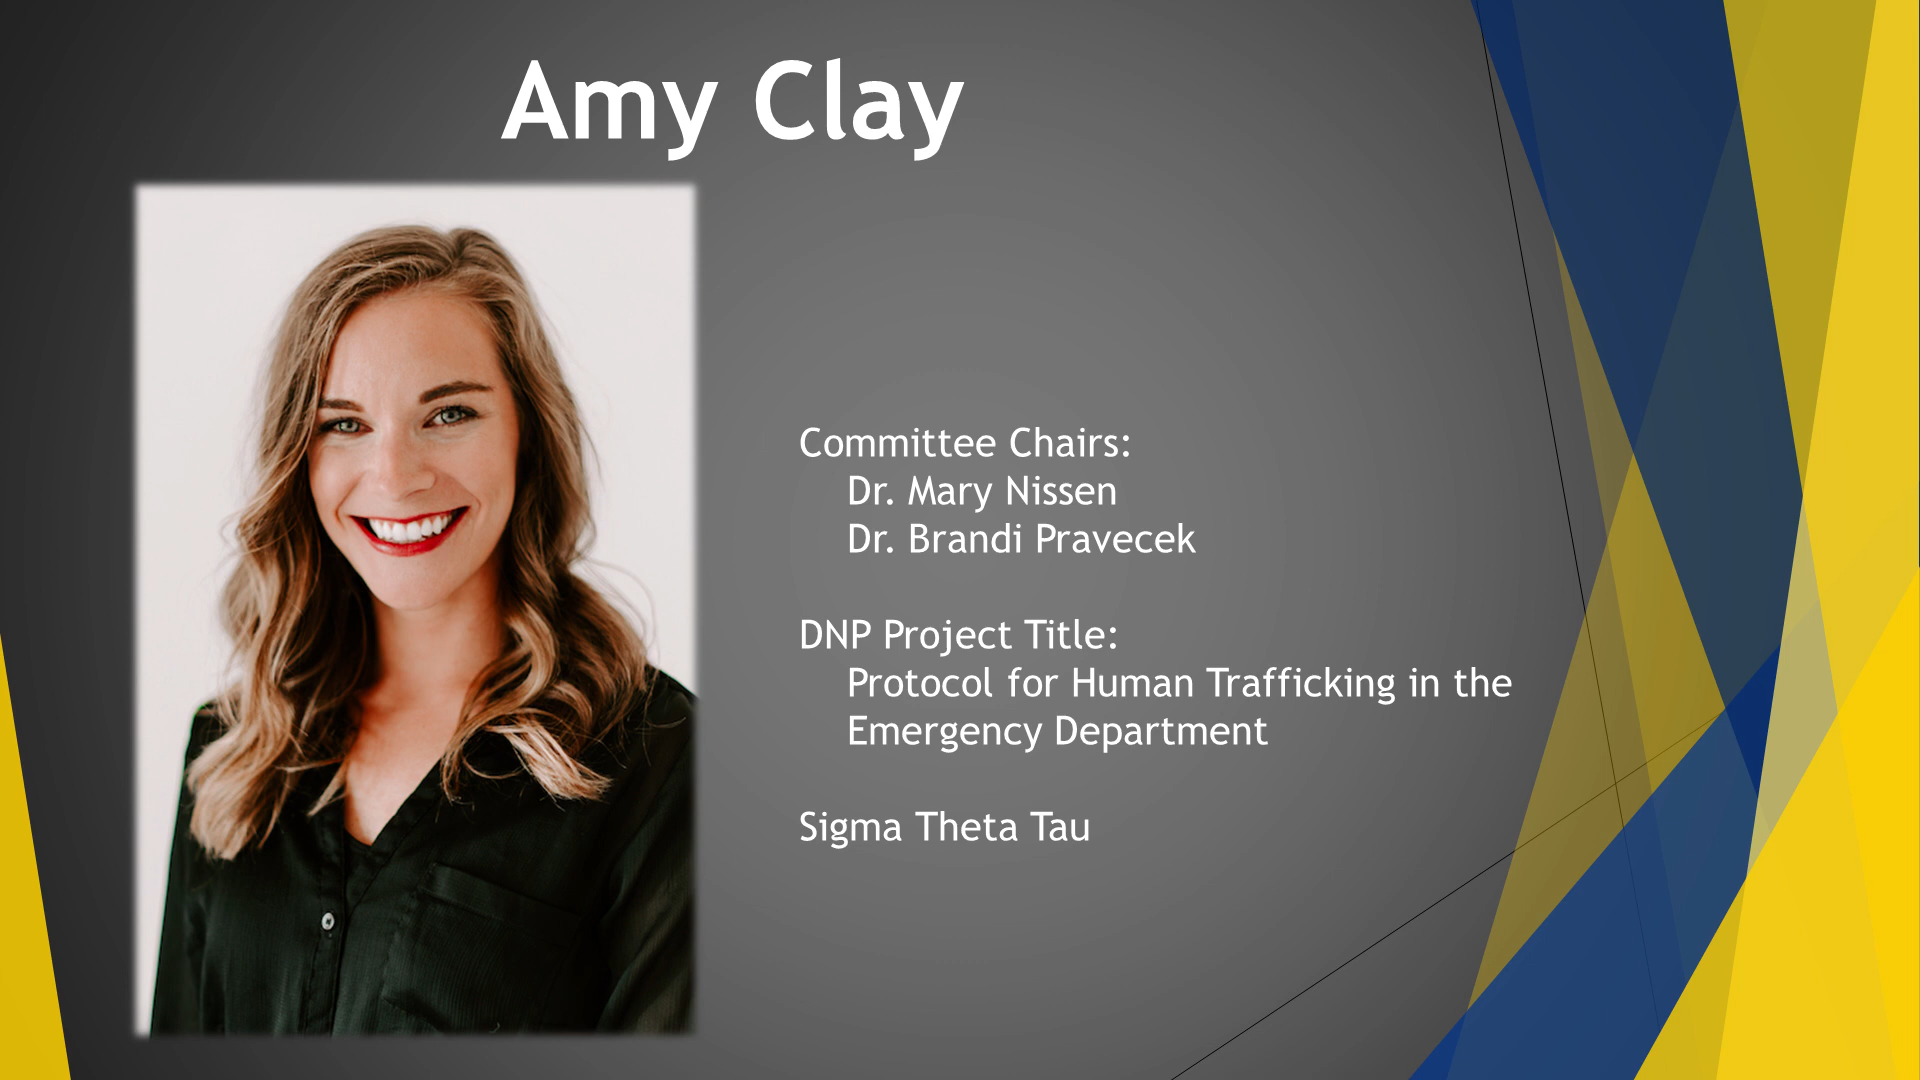 Amy Clay
Committee Chairs:
Dr. Mary Nissen
Dr. Brandi Pravecek
DNP Project Title:
Protocol for Human Trafficking in the
Emergency Department
Sigma Theta Tau